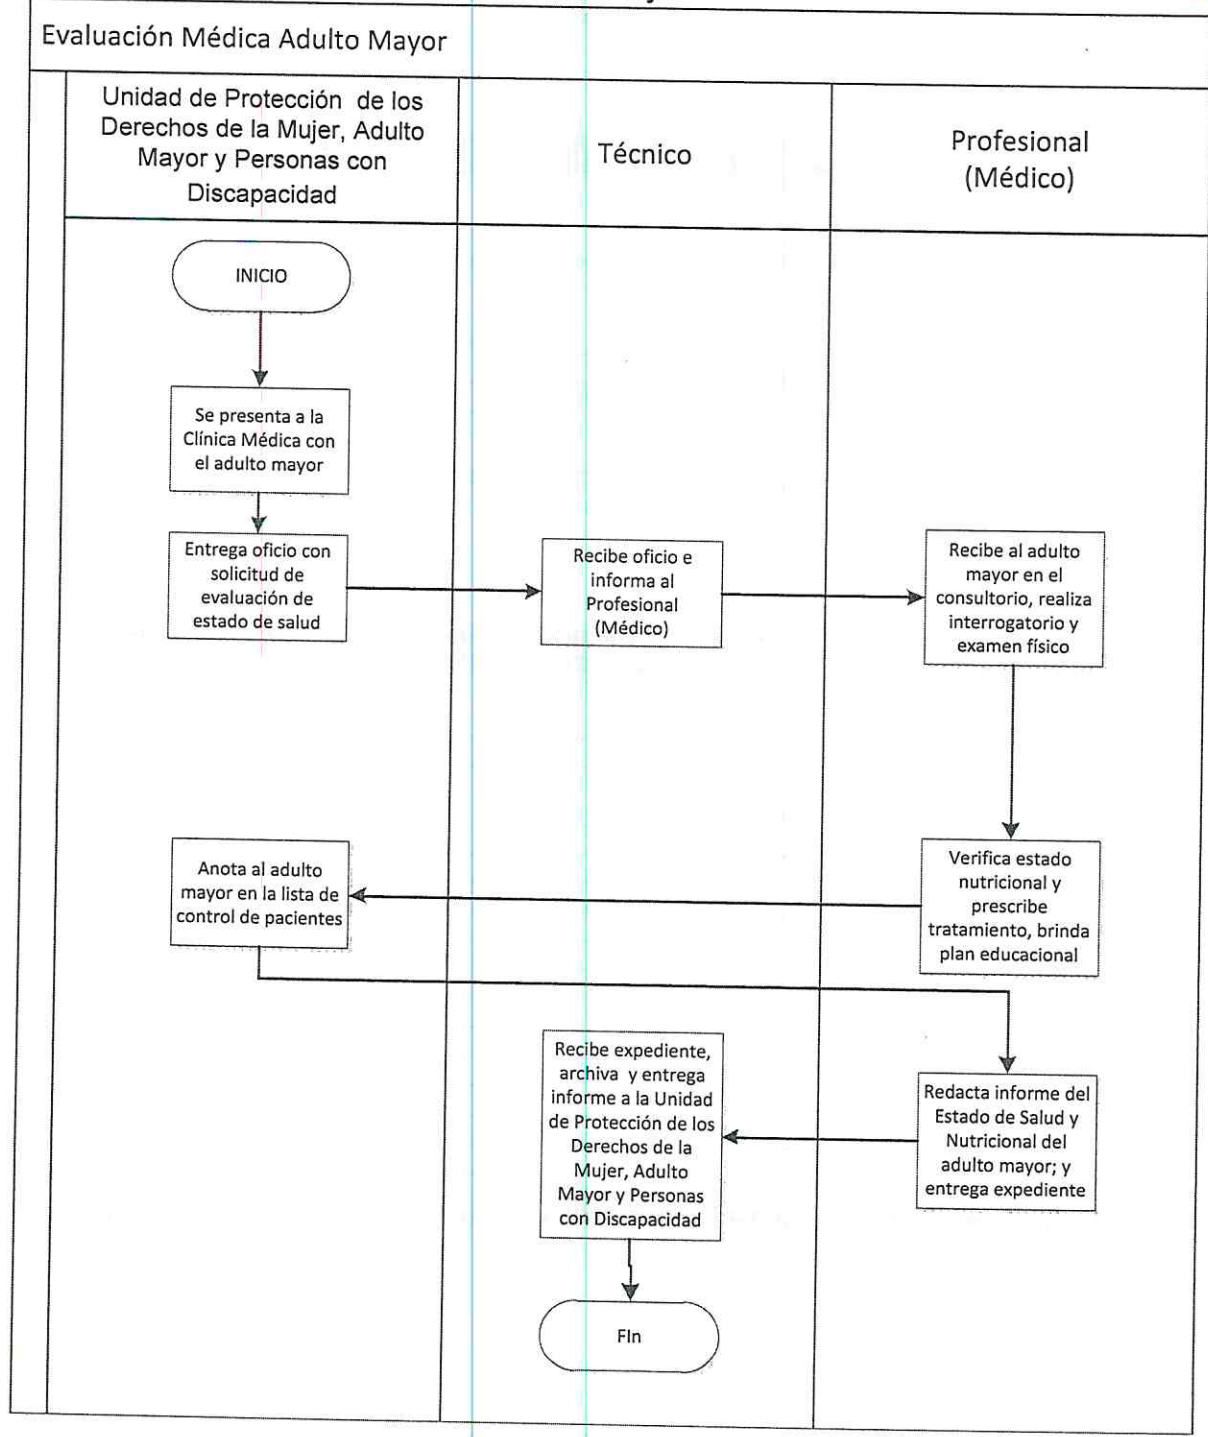 Evaluación Médica Adulto Mayor
Unidad de Protección de los
Derechos de la Mujer, Adulto
Mayor y Personas con
Discapacidad
Técnico
Profesional
(Médico)
INICIO
Se presenta a la
Clínica Médica con
el adulto mayor
Entrega oficio con
solicitud de
evaluación de
estado de salud
Recibe oficio e
informa al
Profesional
(Médico)
Recibe al adulto
mayor en el
consultorio, realiza
interrogatorio y
examen físico
Verifica estado
nutricional y
prescribe
tratamiento, brinda
plan educacional
Anota al adulto
mayor en la lista de
control de pacientes
Redacta informe del
Estado de Salud y
Nutricional del
adulto mayor; y
entrega expediente
Recibe expediente,
archiva y entrega
informe a la Unidad
de Protección de los
Derechos de la
Mujer, Adulto
Mayor y Personas
con Discapacidad
FIn